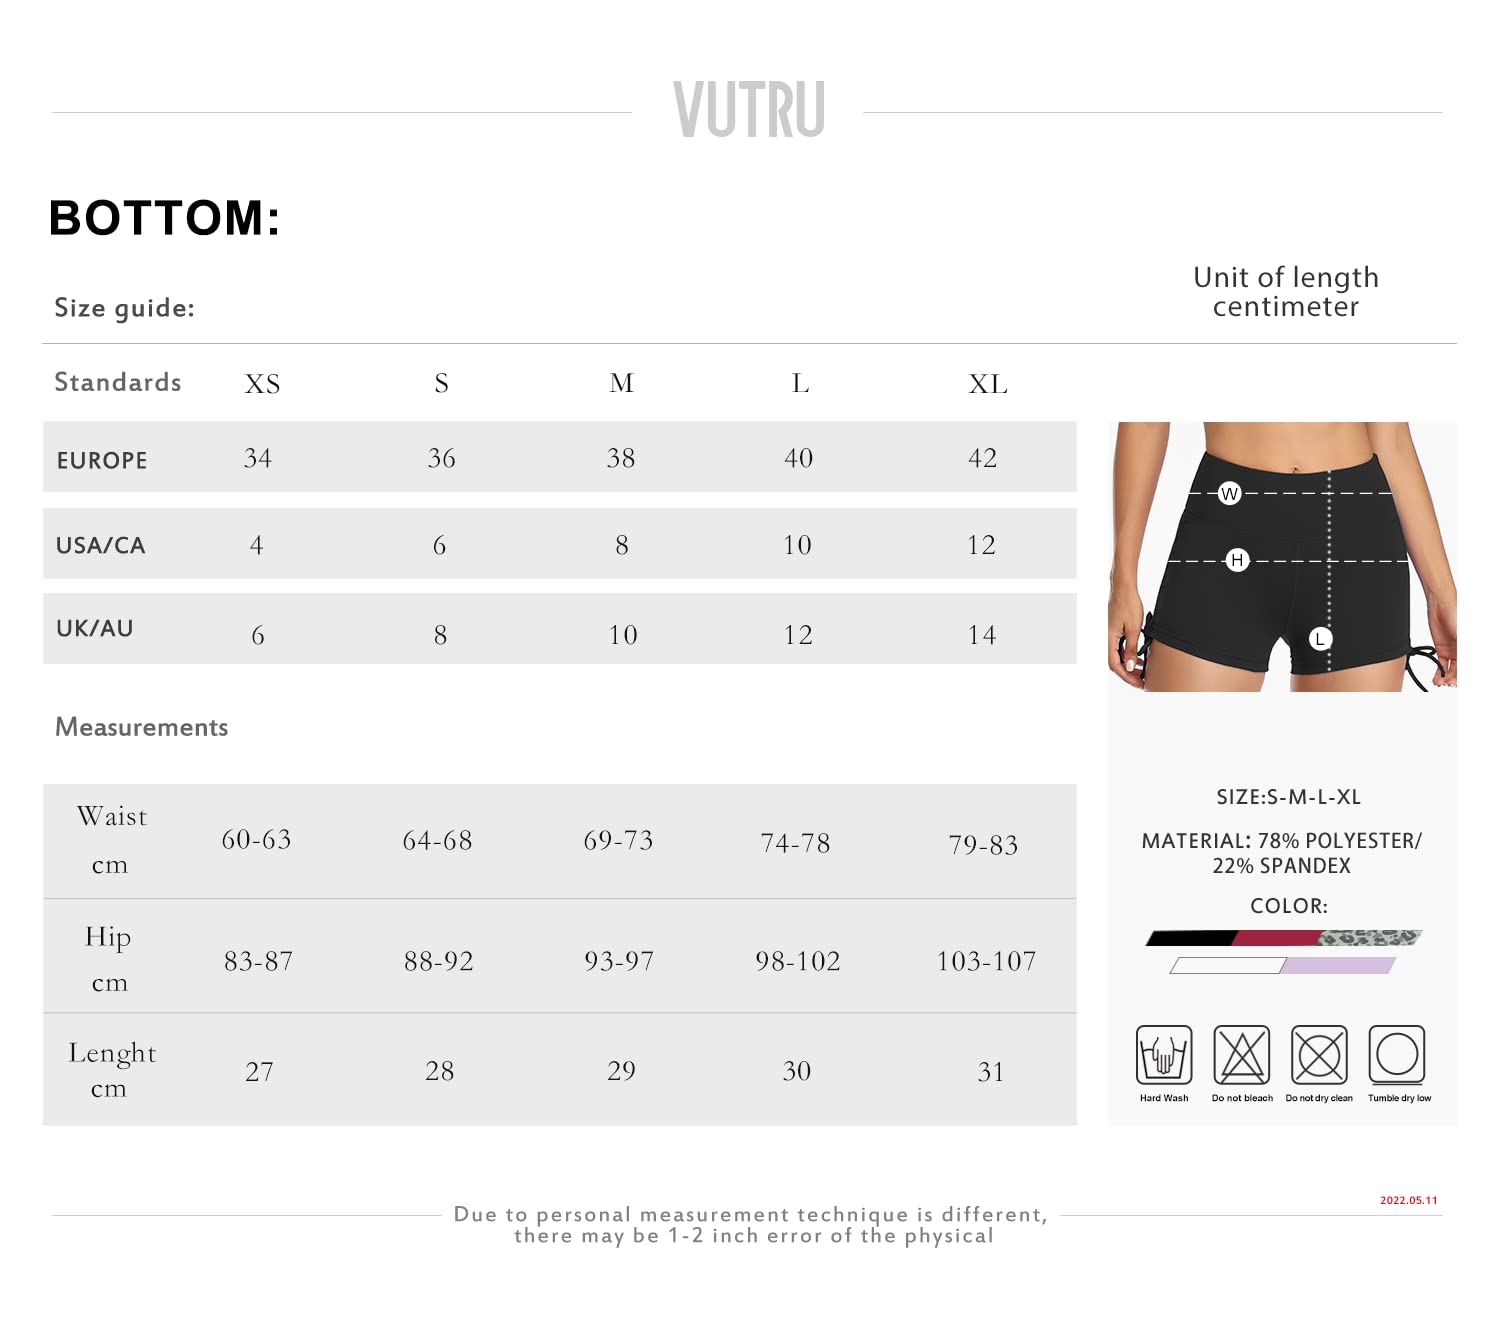 VUTRU
BOTTOM:
Unit of length
centimeter
Size guide:
Standards XS S M L XL
EUROPE 34 36 38 40 42
USA/CA 4 6 8 10 12
UK/AU 6 8 10 12 14
Measurements
Waist
cm 60-63 64-68 69-73 74-78 79-83
Hip
cm 83-87 88-92 93-97 98-102 103-107
Lenght
cm 27 28 29 30 31
W
H
L
SIZE:S-M-L-XL
MATERIAL: 78% POLYESTER/
22% SPANDEX
COLOR:
Hard Wash Do not bleach Do not dry clean Tumble dry low
2022.05.11
Due to personal measurement technique is different,
there may be 1-2 inch error of the physical